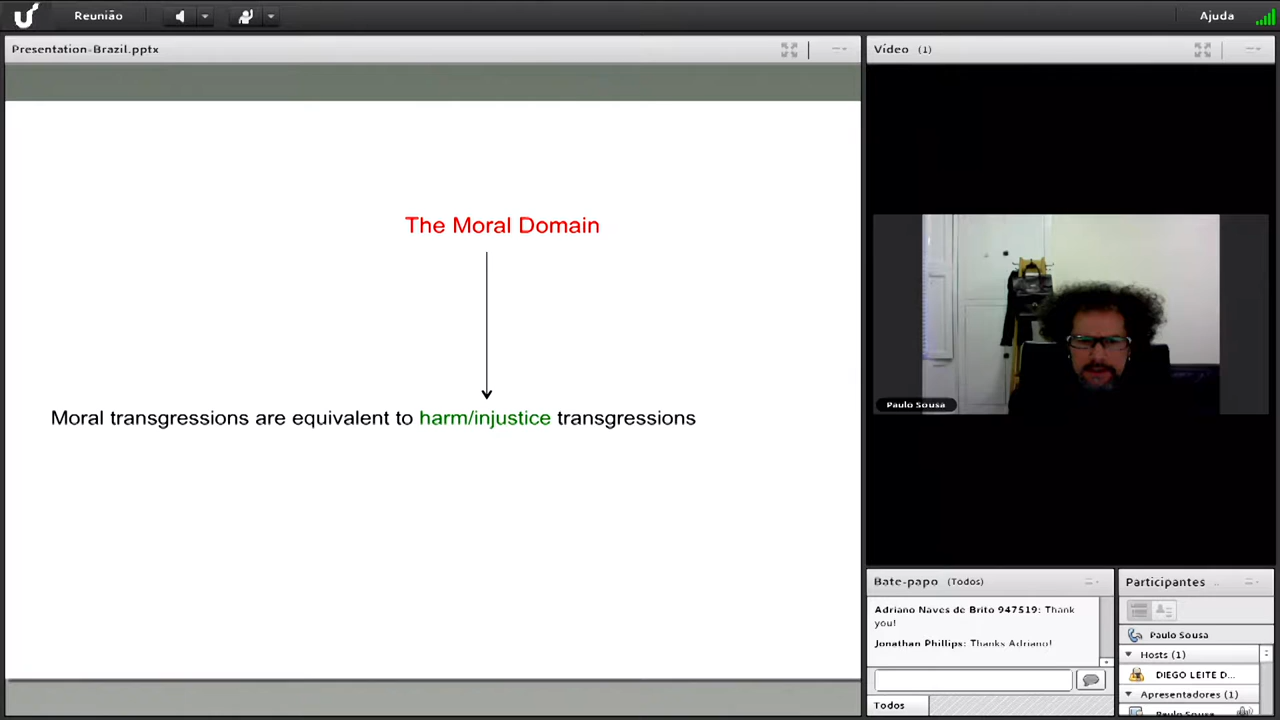 Reunião
Ajuda
Presentation-Brazil.pptx
The Moral Domain
Moral transgressions are equivalent to harm/injustice transgressions
Vídeo (1)
Paulo Sousa
Bate-papo (Todos)
Adriano Naves de Brito 947519: Thank
you!
Jonathan Phillips: Thanks Adriano!
Todos
Participantes ..
Paulo Sousa
Hosts (1)
DIEGO LEITE D...
Apresentadores (1)
Paulo Sousa